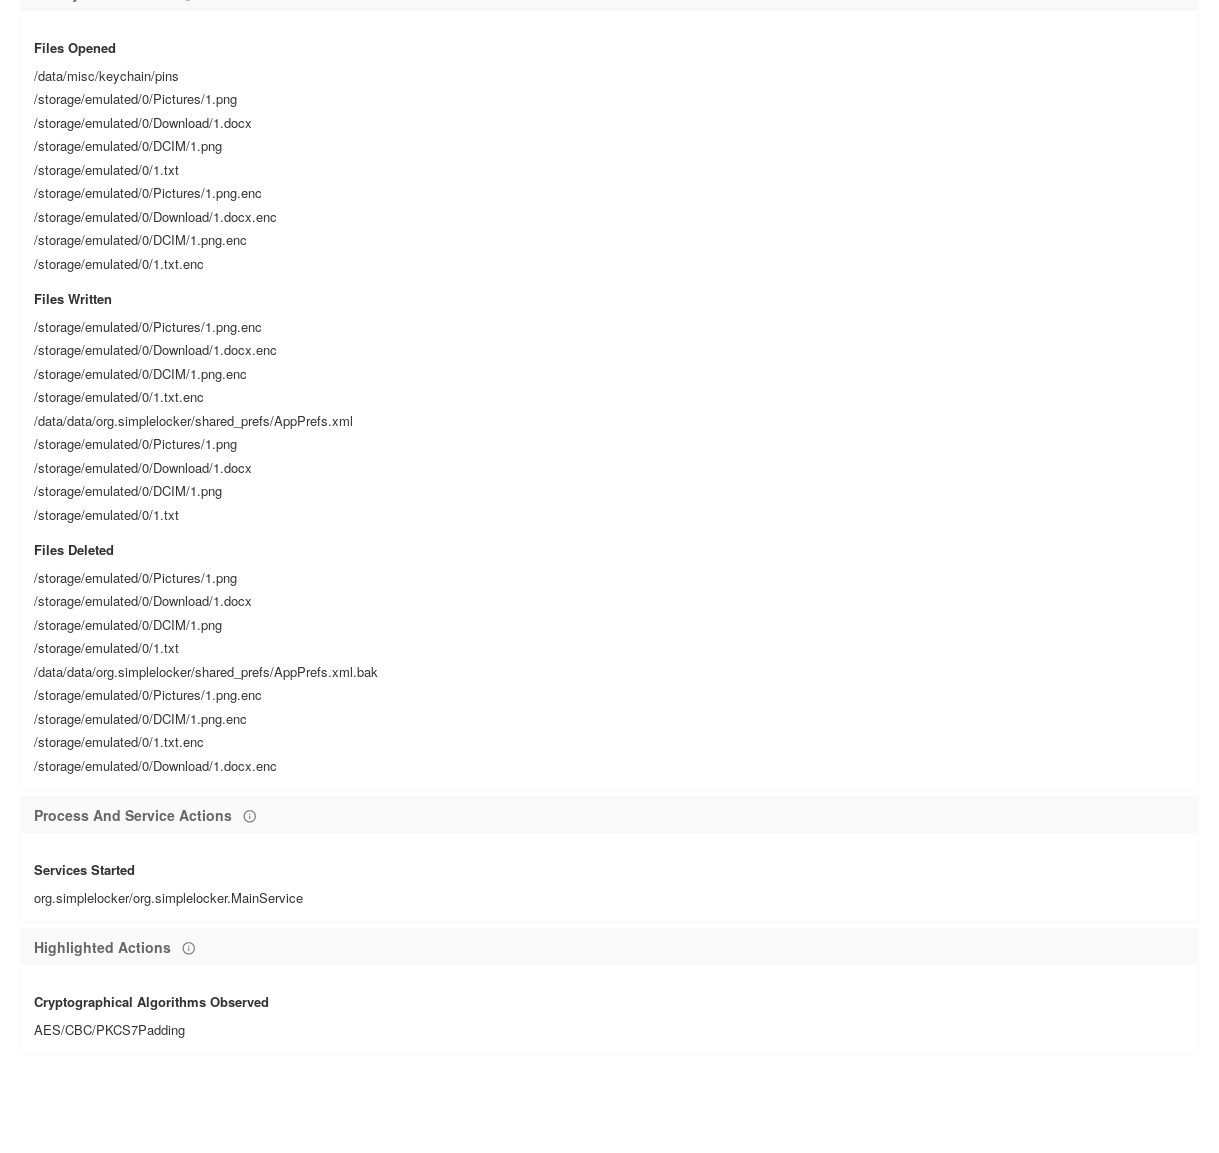 Files Opened
/data/misc/keychain/pins
/storage/emulated/0/Pictures/1.png
/storage/emulated/0/Download/1.docx
/storage/emulated/0/DCIM/1.png
/storage/emulated/0/1.txt
/storage/emulated/0/Pictures/1.png.enc
/storage/emulated/0/Download/1.docx.enc
/storage/emulated/0/DCIM/1.png.enc
/storage/emulated/0/1.txt.enc
Files Written
/storage/emulated/0/Pictures/1.png.enc
/storage/emulated/0/Download/1.docx.enc
/storage/emulated/0/DCIM/1.png.enc
/storage/emulated/0/1.txt.enc
/data/data/org.simplelocker/shared_prefs/AppPrefs.xml
/storage/emulated/0/Pictures/1.png
/storage/emulated/0/Download/1.docx
/storage/emulated/0/DCIM/1.png
/storage/emulated/0/1.txt
Files Deleted
/storage/emulated/0/Pictures/1.png
/storage/emulated/0/Download/1.docx
/storage/emulated/0/DCIM/1.png
/storage/emulated/0/1.txt
/data/data/org.simplelocker/shared_prefs/AppPrefs.xml.bak
/storage/emulated/0/Pictures/1.png.enc
/storage/emulated/0/DCIM/1.png.enc
/storage/emulated/0/1.txt.enc
/storage/emulated/0/Download/1.docx.enc
Process And Service Actions
Services Started
org.simplelocker/org.simplelocker.MainService
Highlighted Actions
Cryptographical Algorithms Observed
AES/CBC/PKCS7Padding